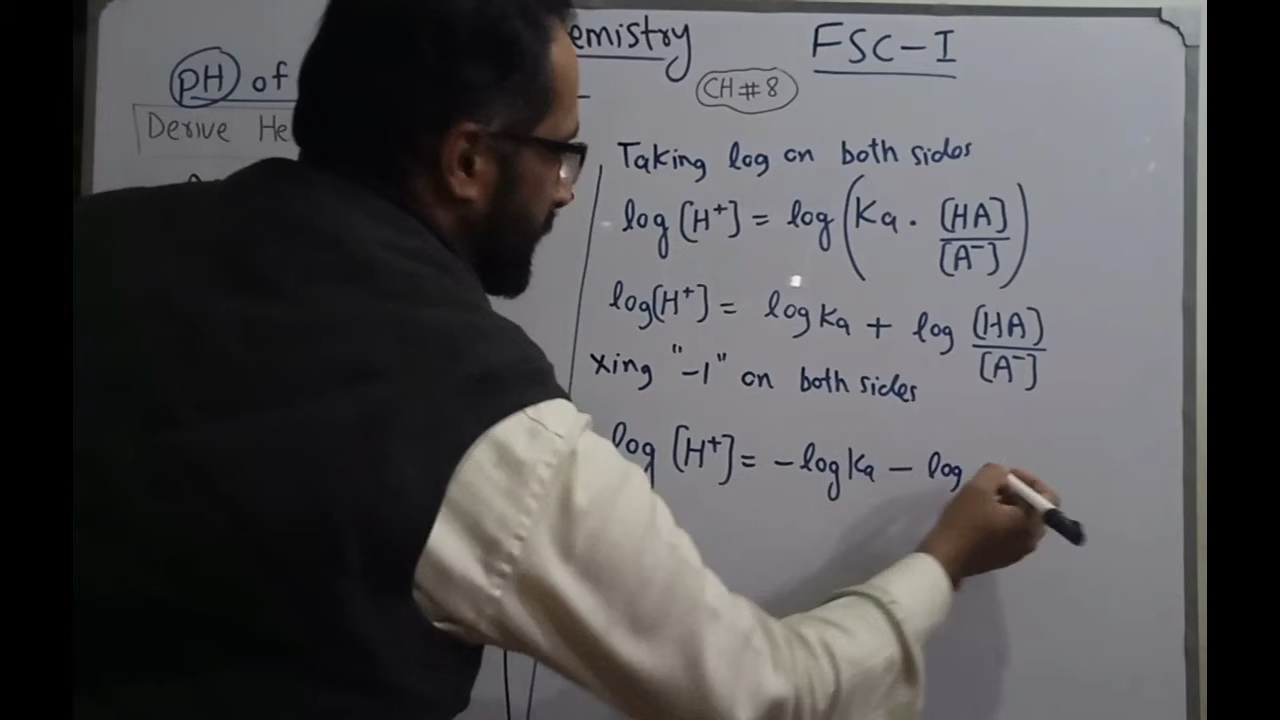 emistry FSC-I
pH of
CH#8
Derive He
Taking log on both sides
log [H⁺] = log (Ka . [HA]/[A⁻])
log [H⁺] = log Ka + log [HA]/[A⁻]
xing "-1" on both sides
log [H⁺] = - log Ka - log